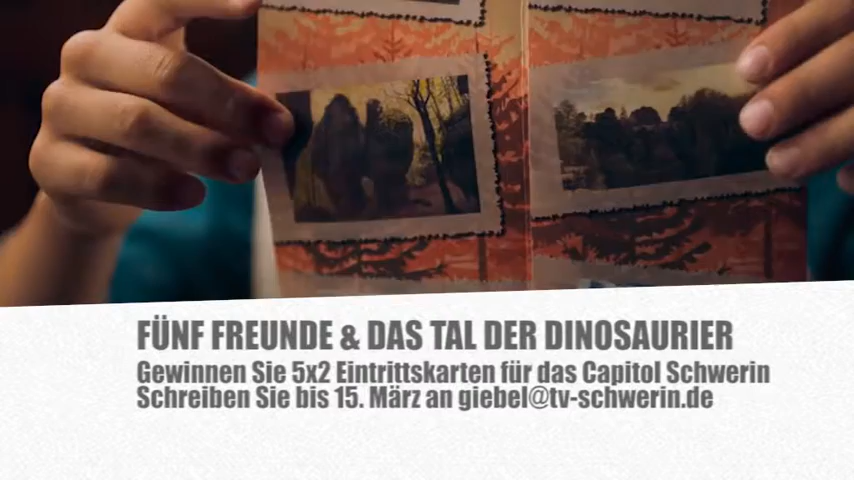 FÜNF FREUNDE & DAS TAL DER DINOSAURIER
Gewinnen Sie 5x2 Eintrittskarten für das Capitol Schwerin
Schreiben Sie bis 15. März an giebel@tv-schwerin.de